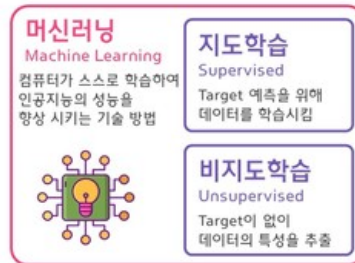 머신러닝
Machine Learning
컴퓨터가 스스로 학습하여
인공지능의 성능을
향상 시키는 기술 방법
지도학습
Supervised
Target 예측을 위해
데이터를 학습시킴
비지도학습
Unsupervised
Target이 없이
데이터의 특성을 추출